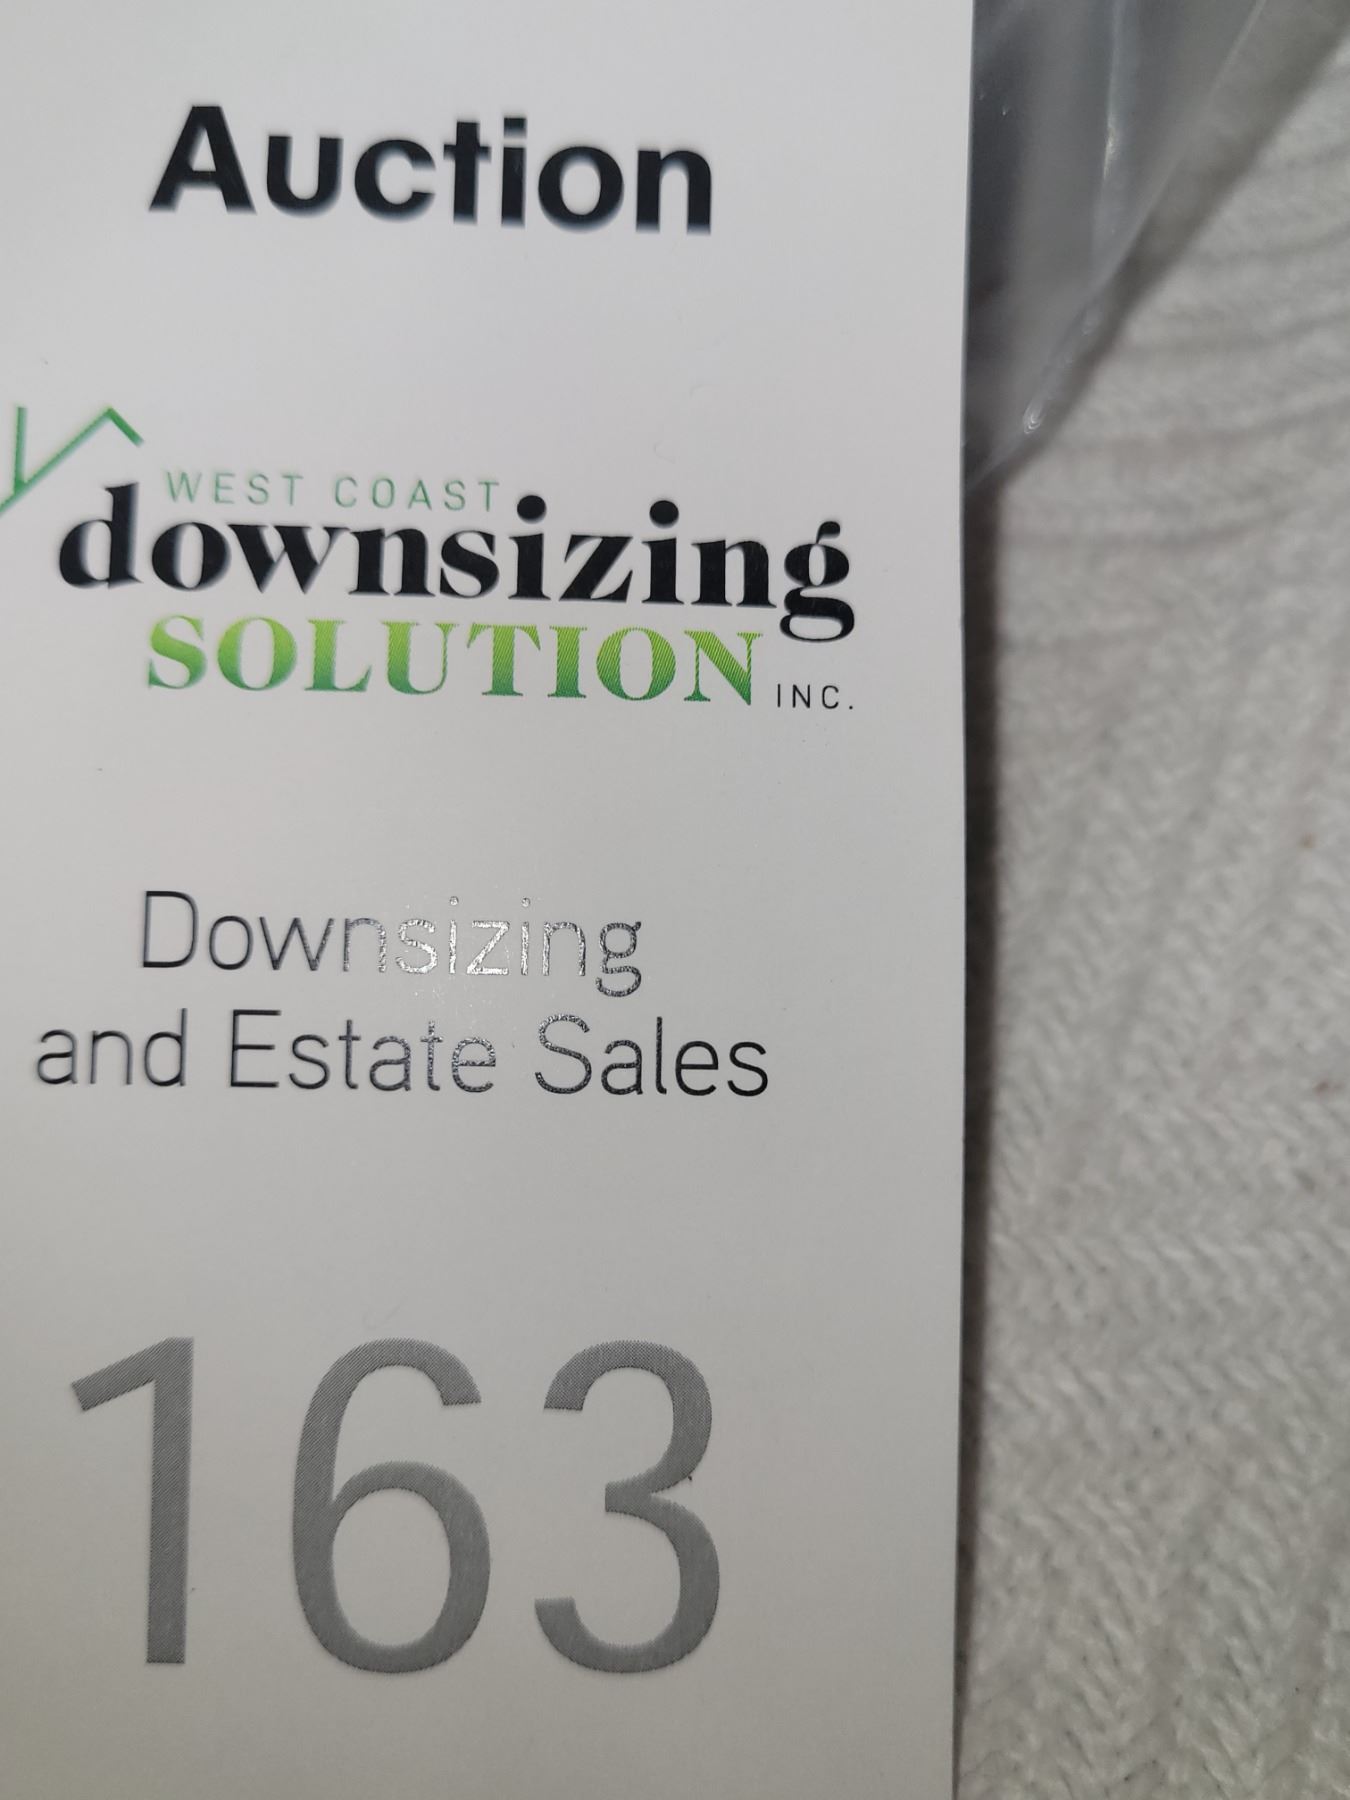 Auction
WEST COAST
downsizing
SOLUTION INC.
Downsizing
and Estate Sales
163